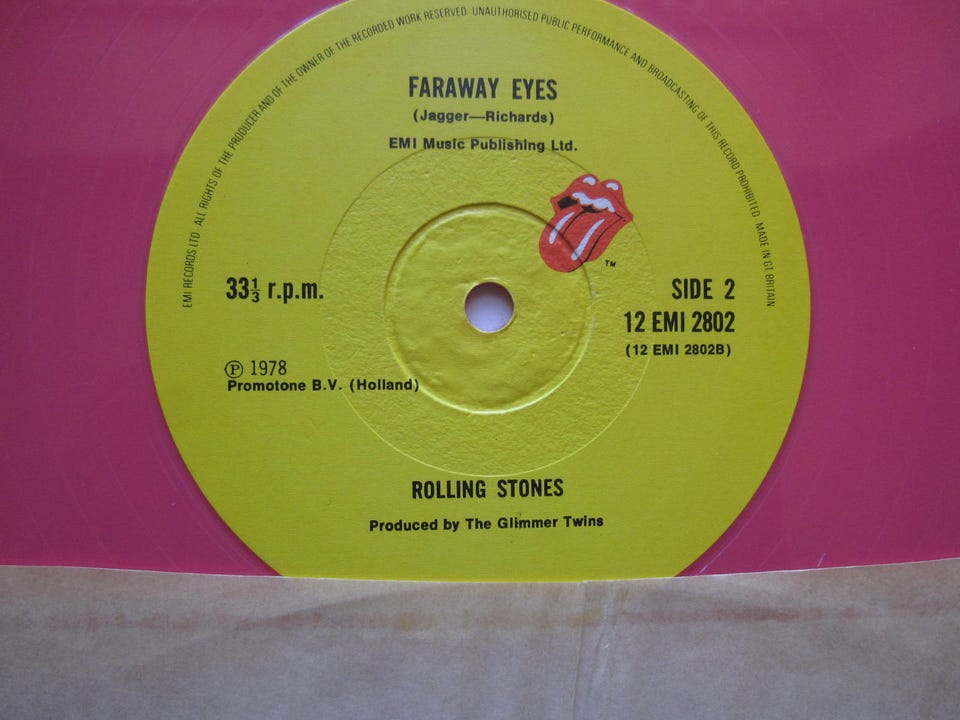 EMI RECORDS LTD ALL RIGHTS OF THE PRODUCER AND OF THE OWNER OF THE RECORDED WORK RESERVED UNAUTHORISED PUBLIC PERFORMANCE AND BROADCASTING OF THIS RECORD PROHIBITED MADE IN GT. BRITAIN
FARAWAY EYES
(Jagger—Richards)
EMI Music Publishing Ltd.
TM
33⅓ r.p.m.
SIDE 2
12 EMI 2802
(12 EMI 2802B)
Ⓟ 1978
Promotone B.V. (Holland)
ROLLING STONES
Produced by The Glimmer Twins